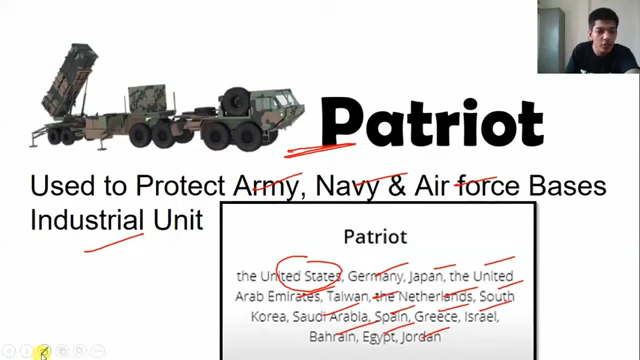 Patriot
Used to Protect Army, Navy & Air force Bases
Industrial Unit
Patriot
the United States, Germany, Japan, the United
Arab Emirates, Taiwan, the Netherlands, South
Korea, Saudi Arabia, Spain, Greece, Israel,
Bahrain, Egypt, Jordan